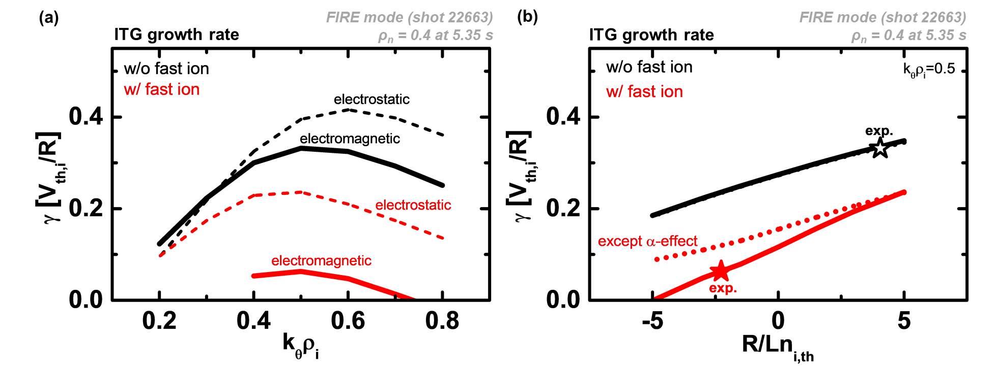 (a)
FIRE mode (shot 22663)
ρn = 0.4 at 5.35 s
ITG growth rate
w/o fast ion
w/ fast ion
electrostatic
electromagnetic
electrostatic
electromagnetic
0.4
0.2
0.0
γ [Vth,i/R]
0.2 0.4 0.6 0.8
kθρi
(b)
FIRE mode (shot 22663)
ρn = 0.4 at 5.35 s
ITG growth rate
w/o fast ion
kθρi=0.5
w/ fast ion
exp.
except α-effect
exp.
0.4
0.2
0.0
γ [Vth,i/R]
-5 0 5
R/Lni,th